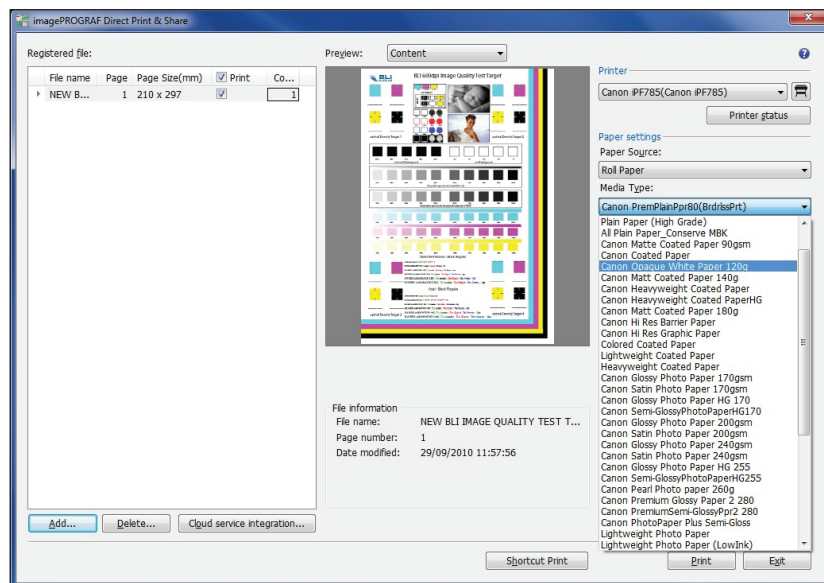 imagePROGRAF Direct Print & Share
Registered file:
File name Page Page Size(mm) Print Co...
NEW B... 1 210 x 297 1
Add... Delete... Cloud service integration...
Preview: Content
BLI BLI 600dpi Image Quality Test Target
File information
File name: NEW BLI IMAGE QUALITY TEST T...
Page number: 1
Date modified: 29/09/2010 11:57:56
Shortcut Print
Printer
Canon iPF785(Canon iPF785)
Printer status
Paper settings
Paper Source:
Roll Paper
Media Type:
Canon PremPlainPpr80(BrdrlssPrt)
Plain Paper (High Grade)
All Plain Paper_Conserve MBK
Canon Matte Coated Paper 90gsm
Canon Coated Paper
Canon Opaque White Paper 120g
Canon Matt Coated Paper 140g
Canon Heavyweight Coated Paper
Canon Heavyweight Coated PaperHG
Canon Matt Coated Paper 180g
Canon Hi Res Barrier Paper
Canon Hi Res Graphic Paper
Colored Coated Paper
Lightweight Coated Paper
Heavyweight Coated Paper
Canon Glossy Photo Paper 170gsm
Canon Satin Photo Paper 170gsm
Canon Glossy Photo Paper HG 170
Canon Semi-GlossyPhotoPaperHG170
Canon Glossy Photo Paper 200gsm
Canon Satin Photo Paper 200gsm
Canon Glossy Photo Paper 240gsm
Canon Satin Photo Paper 240gsm
Canon Glossy Photo Paper HG 255
Canon Semi-GlossyPhotoPaperHG255
Canon Pearl Photo paper 260g
Canon Premium Glossy Paper 2 280
Canon PremiumSemi-GlossyPpr2 280
Canon PhotoPaper Plus Semi-Gloss
Lightweight Photo Paper
Lightweight Photo Paper (LowInk)
Print Exit